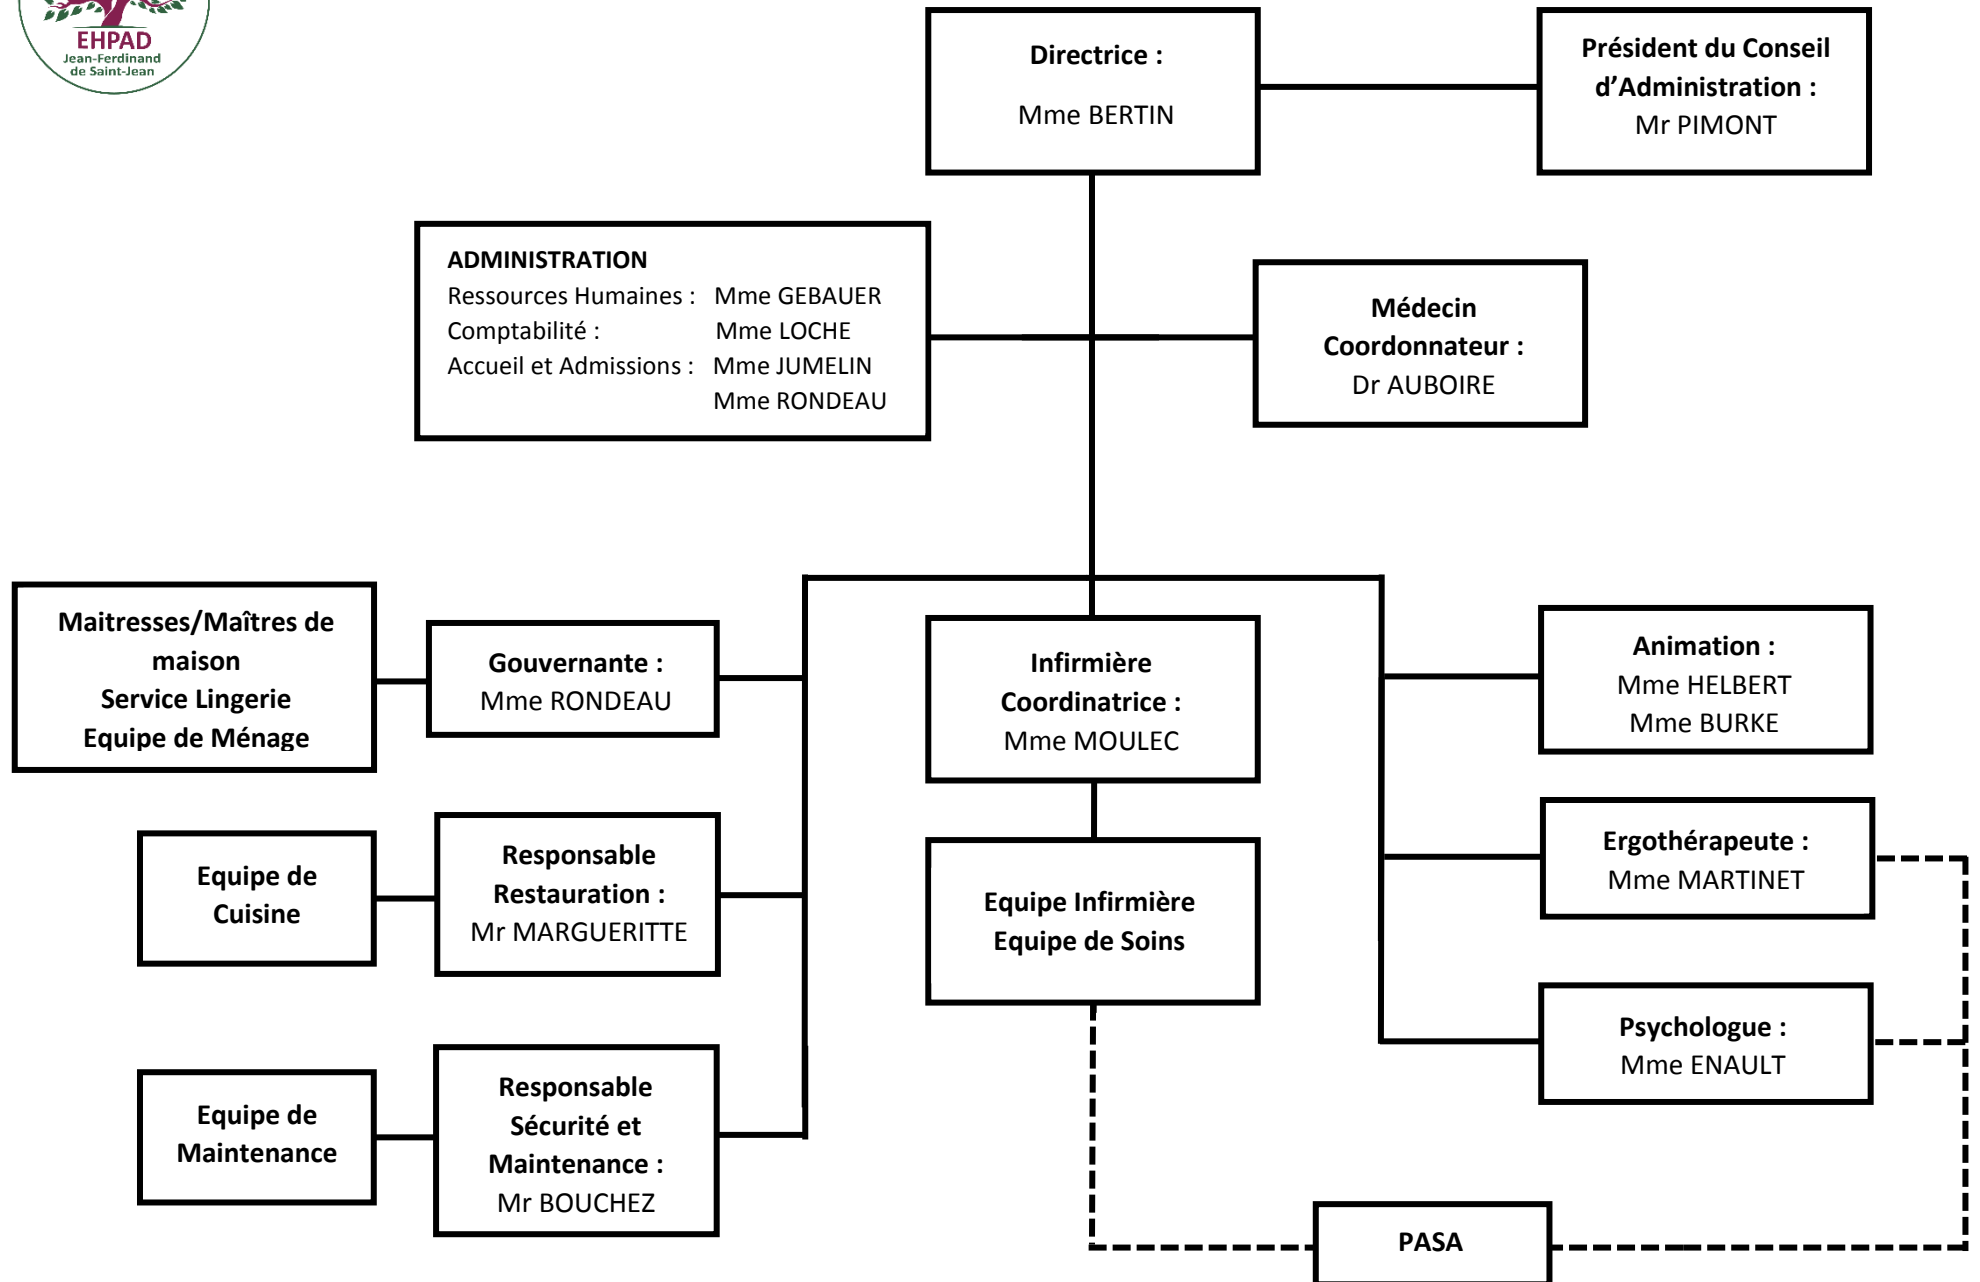 EHPAD
Jean-Ferdinand
de Saint-Jean
Directrice :
Mme BERTIN
Président du Conseil
d’Administration :
Mr PIMONT
ADMINISTRATION
Ressources Humaines : Mme GEBAUER
Comptabilité : Mme LOCHE
Accueil et Admissions : Mme JUMELIN
Mme RONDEAU
Médecin
Coordonnateur :
Dr AUBOIRE
Maitresses/Maîtres de
maison
Service Lingerie
Equipe de Ménage
Gouvernante :
Mme RONDEAU
Infirmière
Coordinatrice :
Mme MOULEC
Animation :
Mme HELBERT
Mme BURKE
Equipe de
Cuisine
Responsable
Restauration :
Mr MARGUERITTE
Equipe Infirmière
Equipe de Soins
Ergothérapeute :
Mme MARTINET
Psychologue :
Mme ENAULT
Equipe de
Maintenance
Responsable
Sécurité et
Maintenance :
Mr BOUCHEZ
PASA